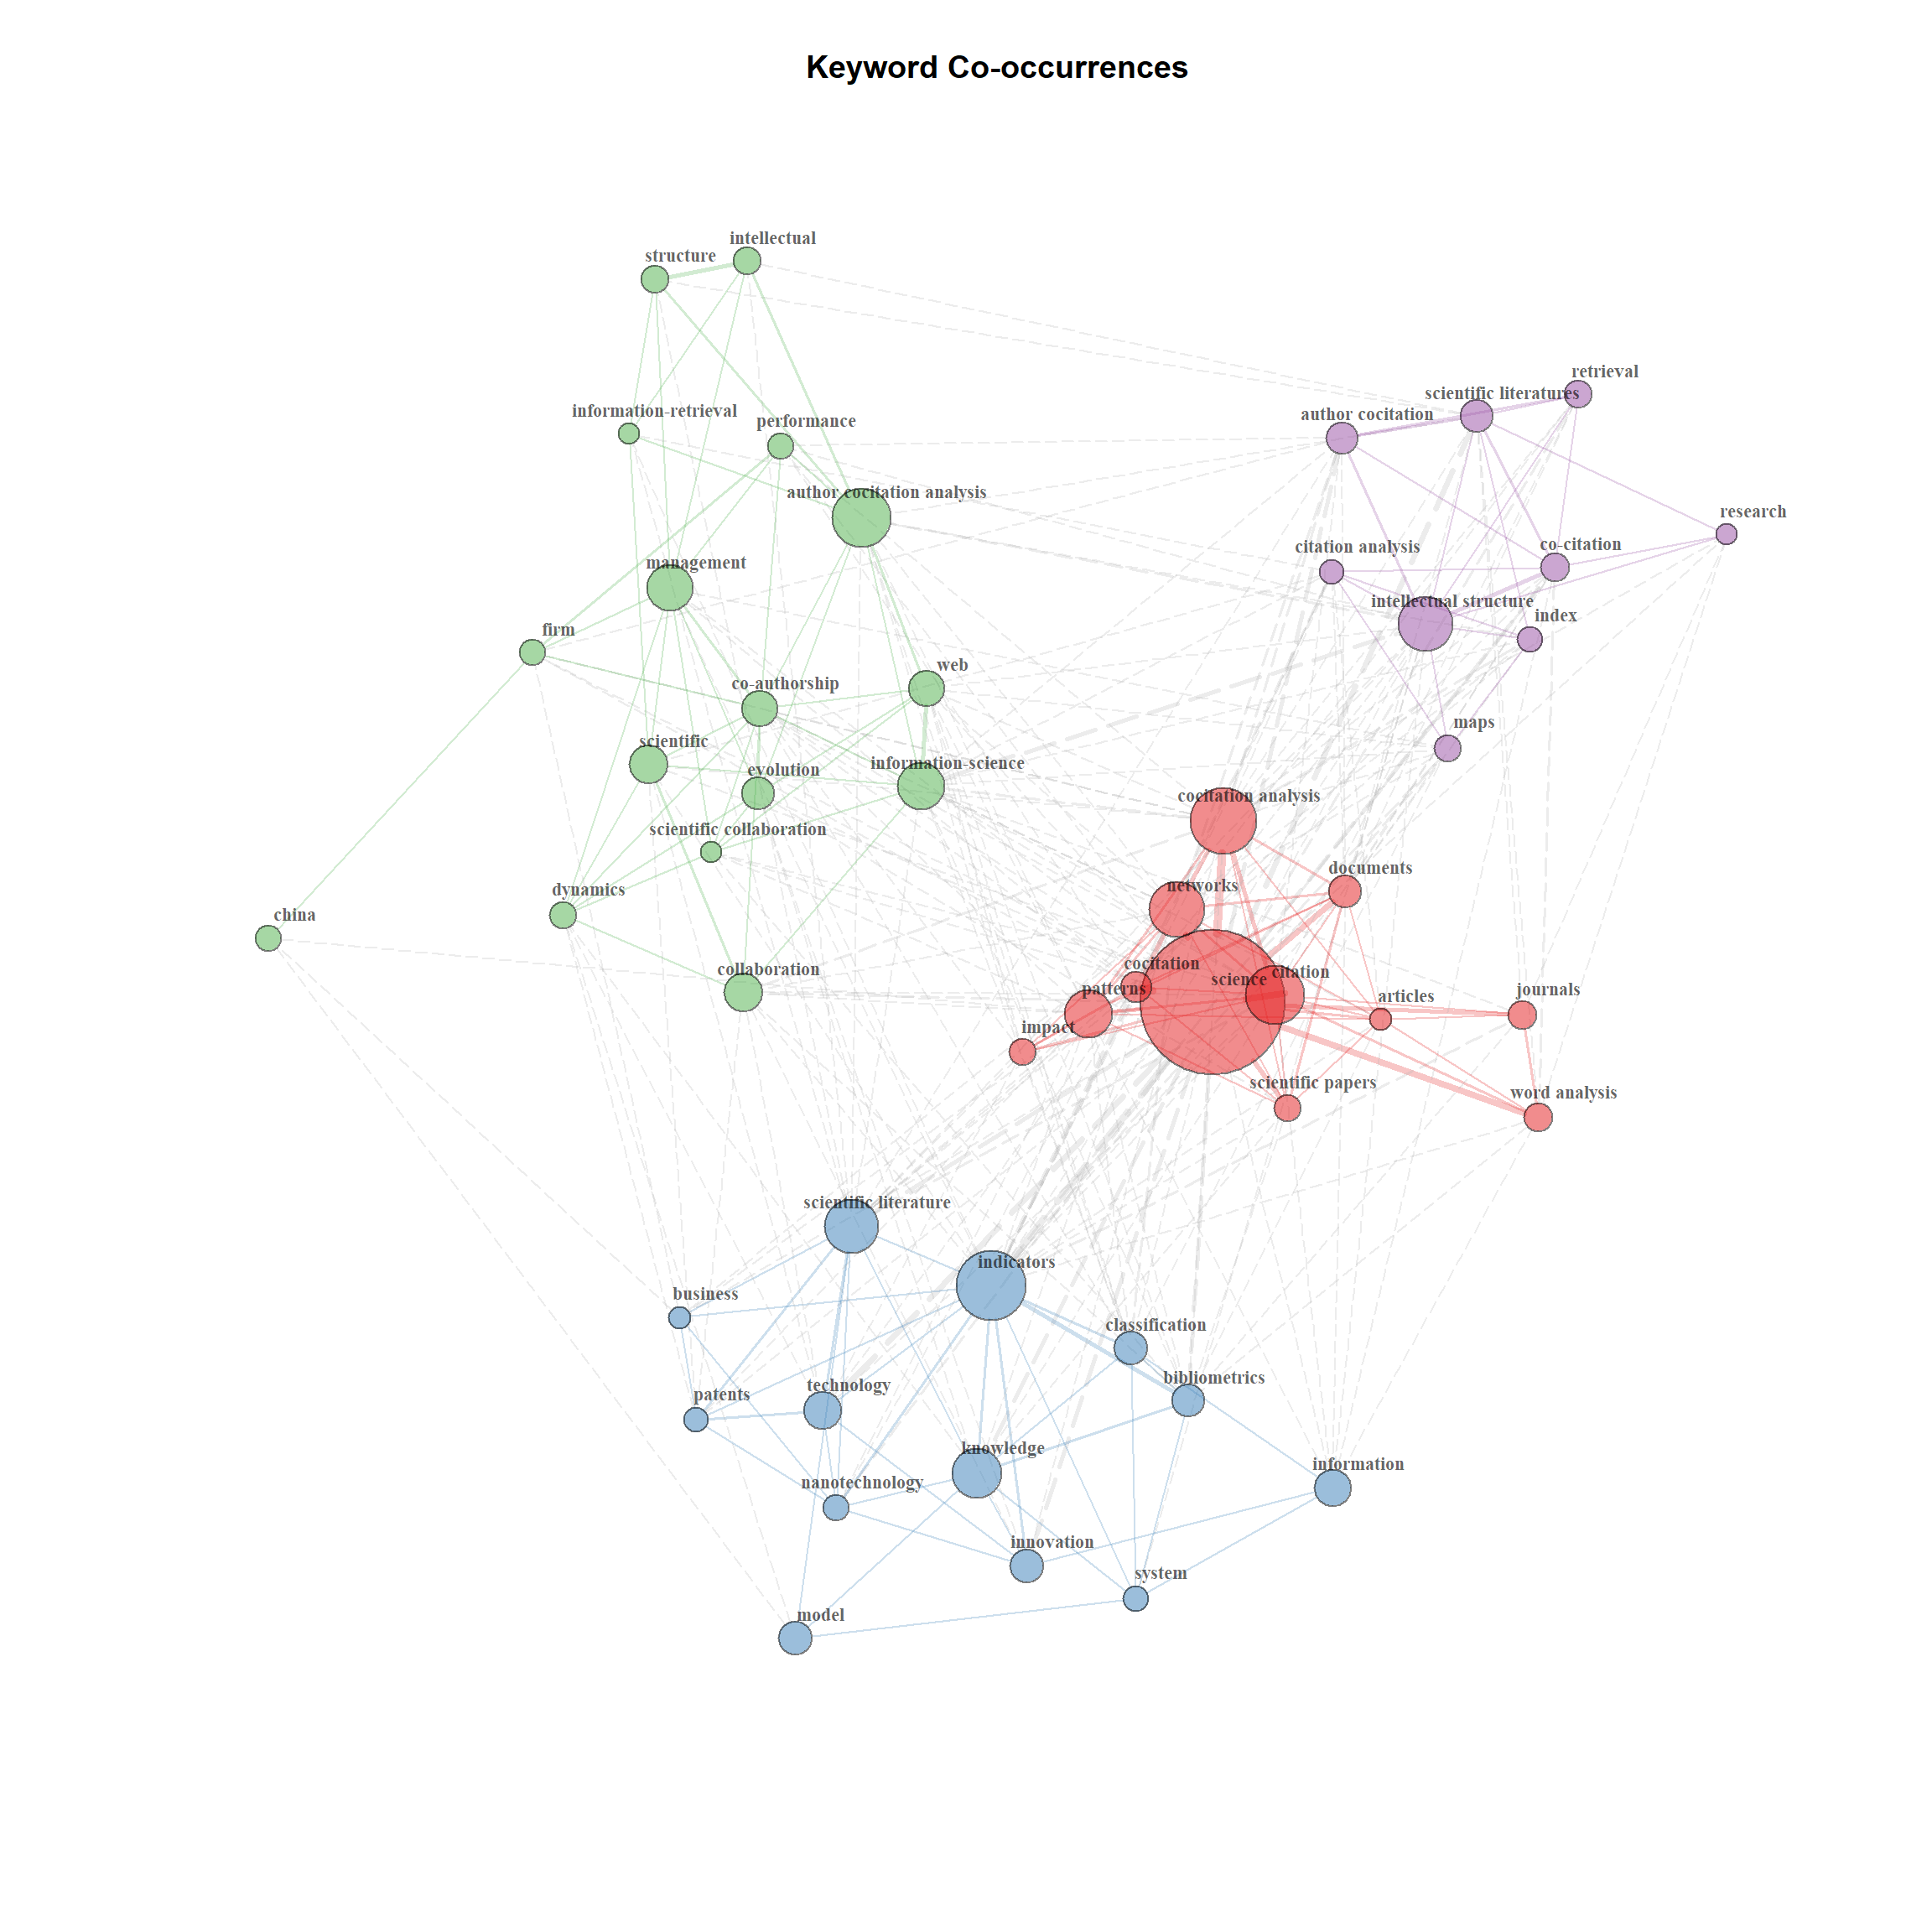 Keyword Co-occurrences
intellectual
structure
retrieval
scientific literatures
information-retrieval
author cocitation
performance
author cocitation analysis
research
citation analysis
co-citation
management
intellectual structure
index
firm
web
co-authorship
maps
scientific
information-science
evolution
cocitation analysis
scientific collaboration
documents
networks
dynamics
china
cocitation
collaboration
science
citation
patterns
articles
journals
impact
scientific papers
word analysis
scientific literature
indicators
business
classification
bibliometrics
technology
patents
knowledge
information
nanotechnology
innovation
system
model